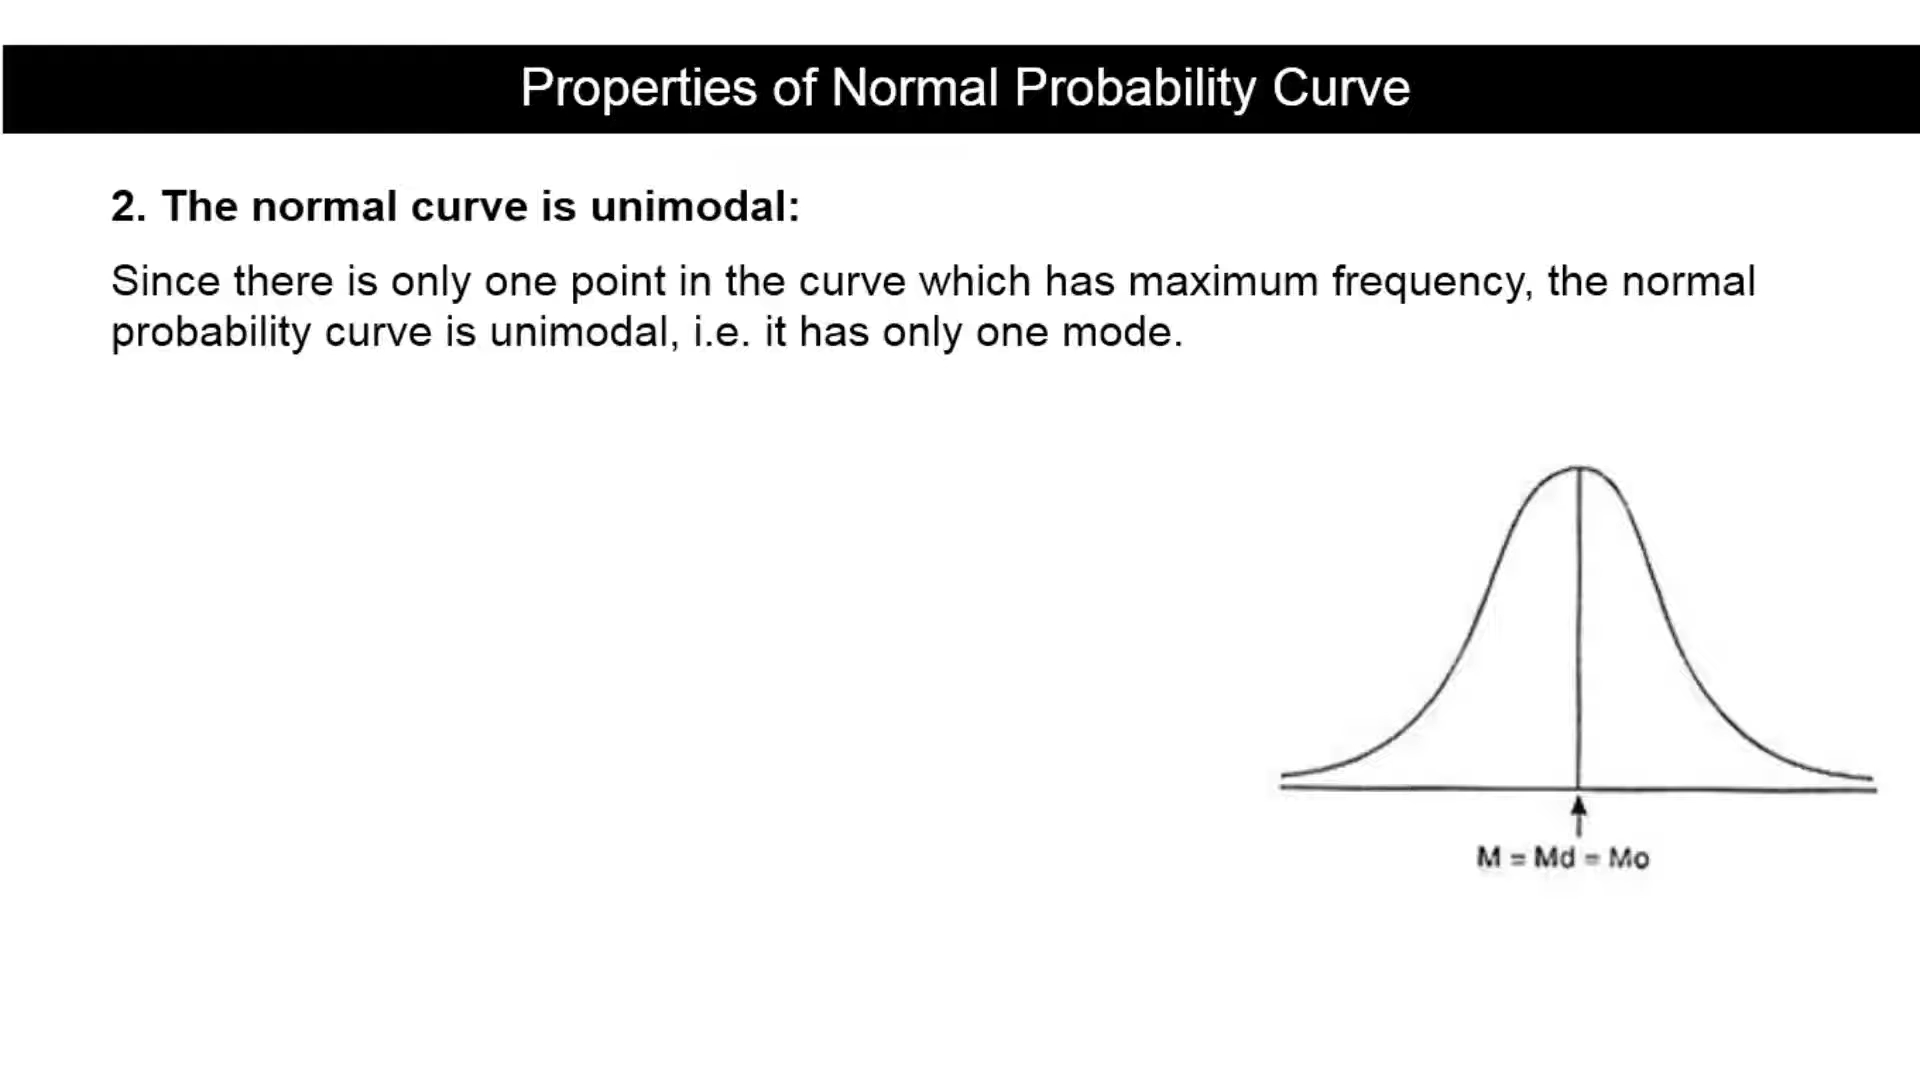 Properties of Normal Probability Curve
2. The normal curve is unimodal:
Since there is only one point in the curve which has maximum frequency, the normal
probability curve is unimodal, i.e. it has only one mode.
M = Md = Mo